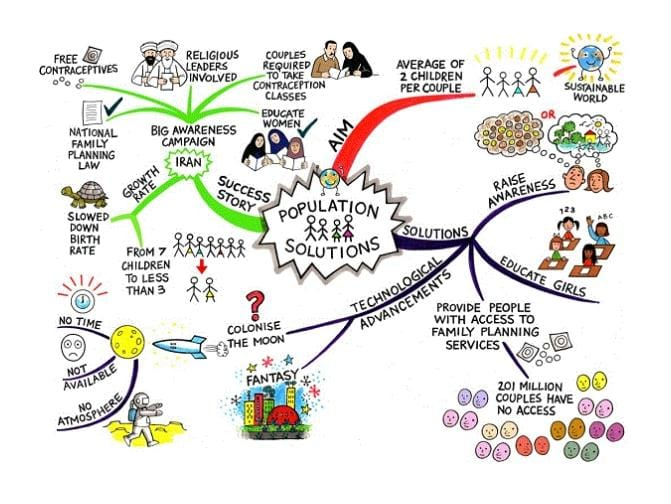 FREE
CONTRACEPTIVES
RELIGIOUS
LEADERS
INVOLVED
COUPLES
REQUIRED
TO TAKE
CONTRACEPTION
CLASSES
NATIONAL
FAMILY
PLANNING
LAW
BIG AWARENESS
CAMPAIGN
EDUCATE
WOMEN
IRAN
GROWTH
RATE
SUCCESS
STORY
SLOWED
DOWN
BIRTH
RATE
FROM 7
CHILDREN
TO LESS
THAN 3
AIM
AVERAGE OF
2 CHILDREN
PER COUPLE
SUSTAINABLE
WORLD
POPULATION
SOLUTIONS
SOLUTIONS
OR
RAISE
AWARENESS
123
ABC
EDUCATE GIRLS
PROVIDE PEOPLE
WITH ACCESS TO
FAMILY PLANNING
SERVICES
201 MILLION
COUPLES HAVE
NO ACCESS
TECHNOLOGICAL
ADVANCEMENTS
?
COLONISE
THE MOON
FANTASY
NO TIME
NOT
AVAILABLE
NO
ATMOSPHERE